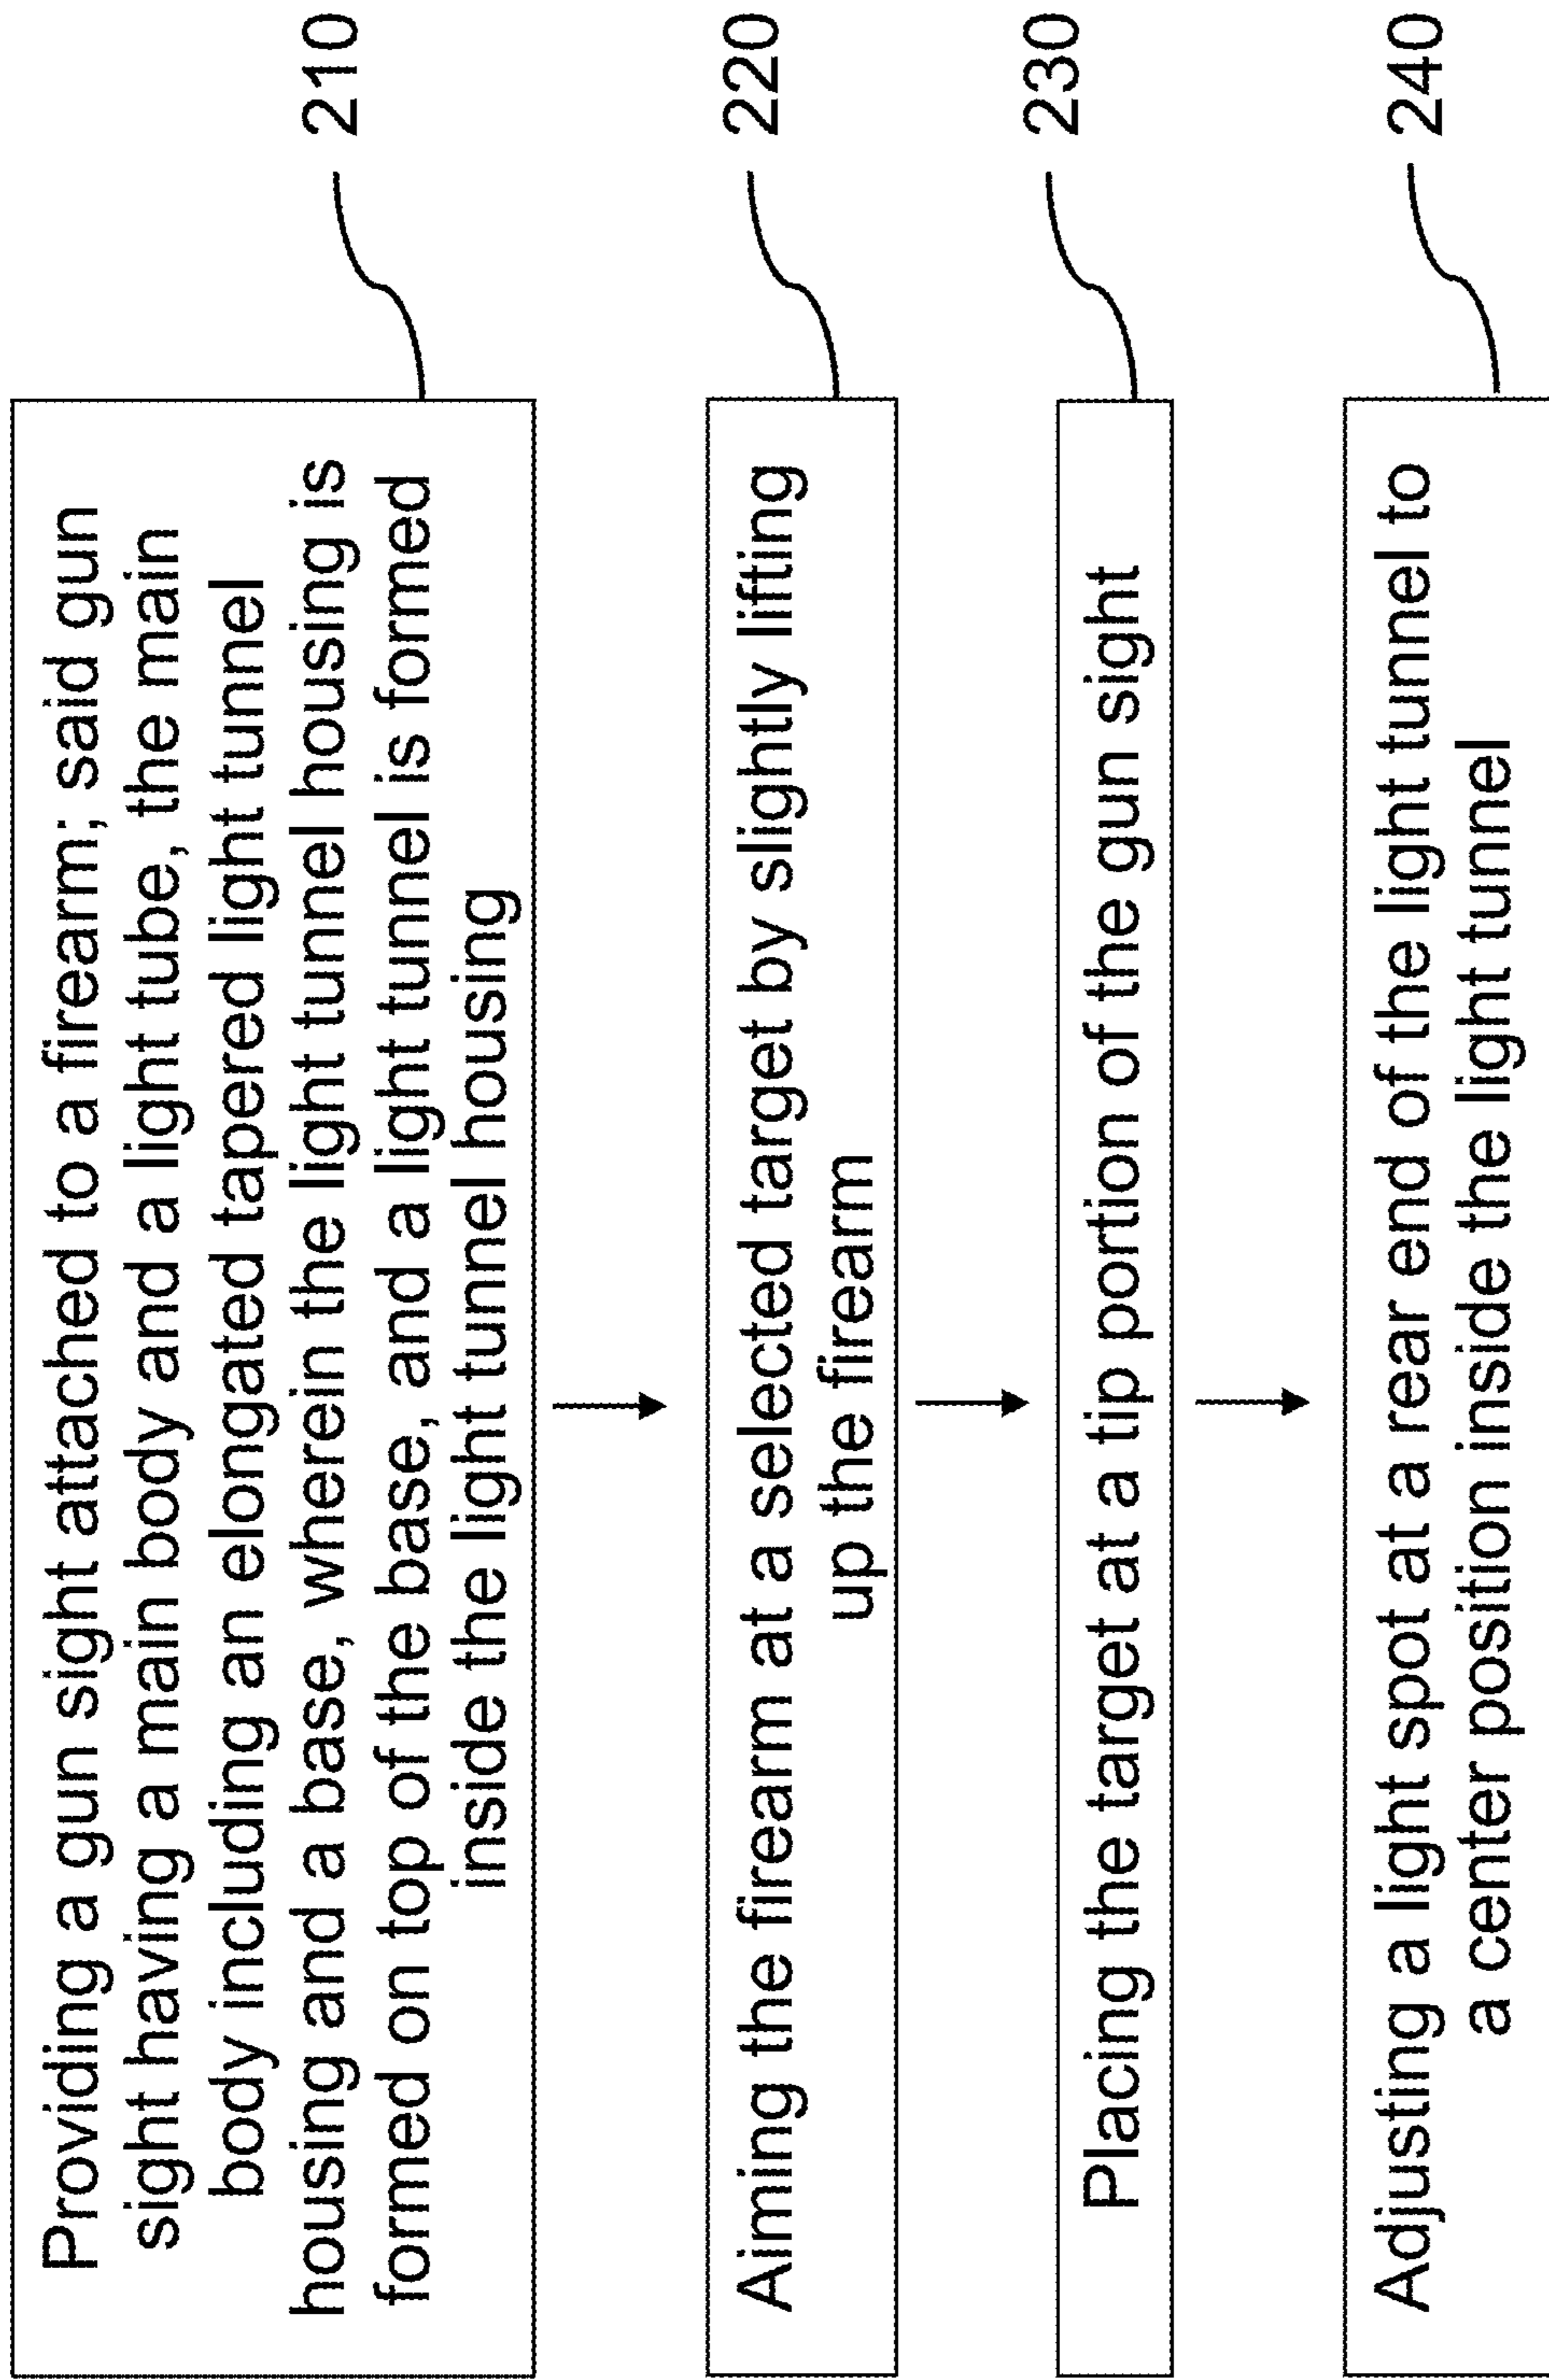 Providing a gun sight attached to a firearm; said gun
sight having a main body and a light tube, the main
body including an elongated tapered light tunnel
housing and a base, wherein the light tunnel housing is
formed on top of the base, and a light tunnel is formed
inside the light tunnel housing
210
Aiming the firearm at a selected target by slightly lifting
up the firearm
220
Placing the target at a tip portion of the gun sight
230
Adjusting a light spot at a rear end of the light tunnel to
a center position inside the light tunnel
240